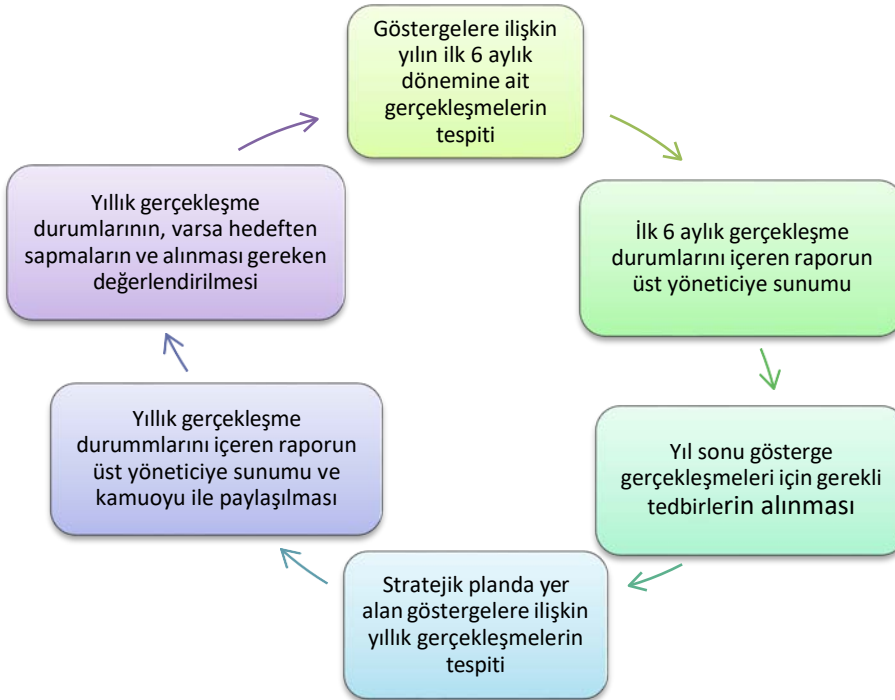 Göstergelere ilişkin
yılın ilk 6 aylık
dönemine ait
gerçekleşmelerin
tespiti
İlk 6 aylık gerçekleşme
durumlarını içeren raporun
üst yöneticiye sunumu
Yıl sonu gösterge
gerçekleşmeleri için gerekli
tedbirlerin alınması
Stratejik planda yer
alan göstergelere ilişkin
yıllık gerçekleşmelerin
tespiti
Yıllık gerçekleşme
durummlarını içeren raporun
üst yöneticiye sunumu ve
kamuoyu ile paylaşılması
Yıllık gerçekleşme
durumlarının, varsa hedeften
sapmaların ve alınması gereken
değerlendirilmesi